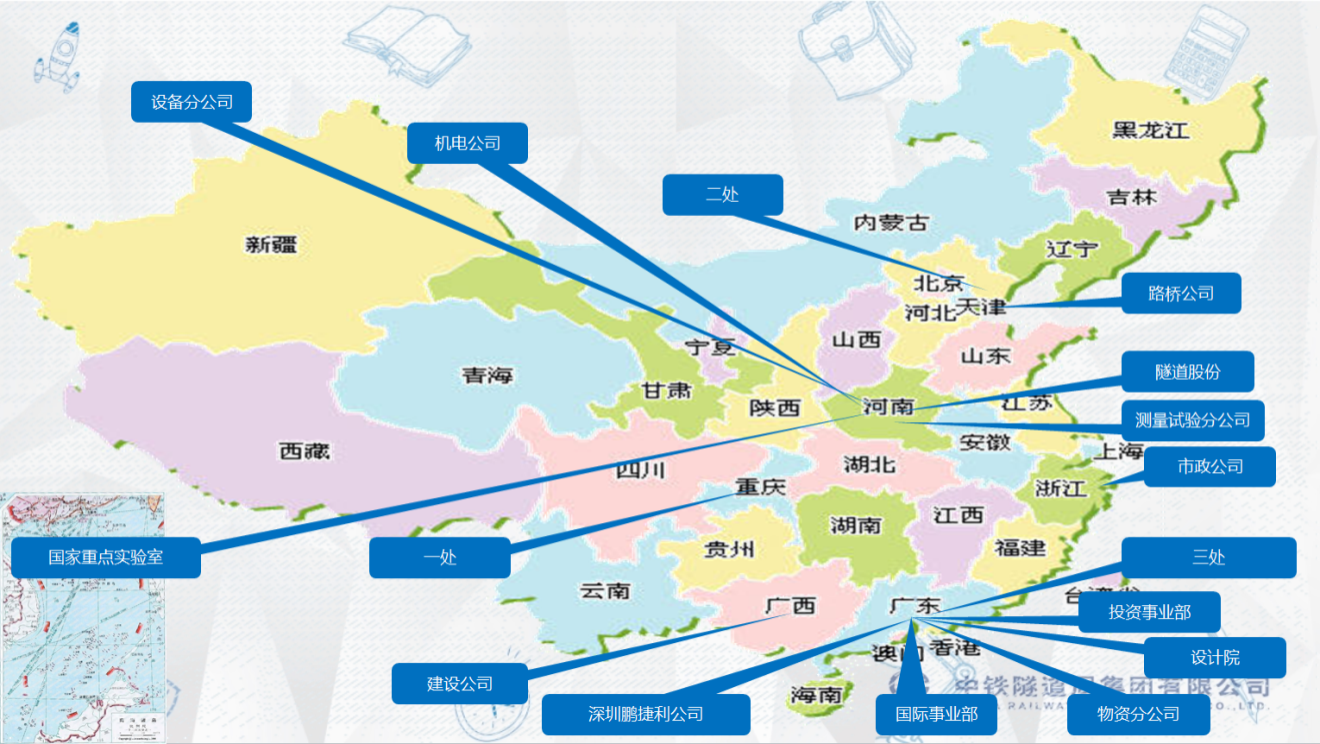 设备分公司
机电公司
黑龙江
二处
吉林
内蒙古
辽宁
新疆
北京
路桥公司
天津
河北
山西
宁夏
山东
隧道股份
青海
甘肃
陕西
河南
江苏
测量试验分公司
安徽
西藏
上海
四川
湖北
市政公司
重庆
浙江
湖南
江西
贵州
福建
国家重点实验室
一处
三处
云南
广西
广东
投资事业部
香港
设计院
建设公司
海南
深圳鹏捷利公司
国际事业部
物资分公司